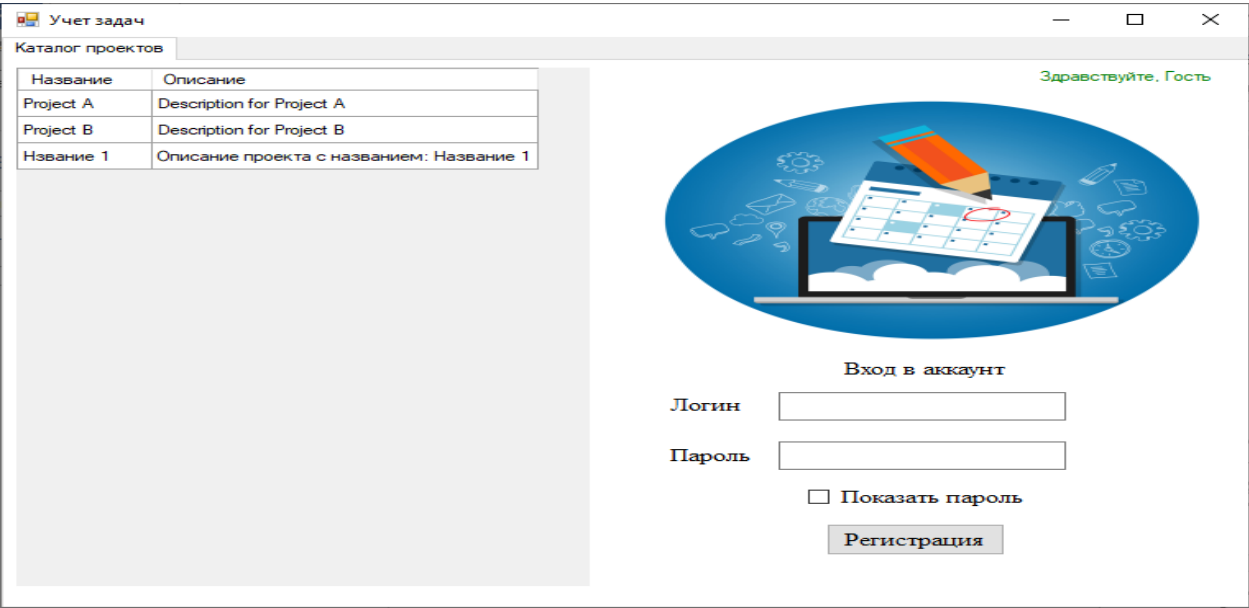 Учет задач
Каталог проектов
Здравствуйте, Гость
Название Описание
Project A Description for Project A
Project B Description for Project B
Нзвание 1 Описание проекта с названием: Название 1
Вход в аккаунт
Логин
Пароль
Показать пароль
Регистрация